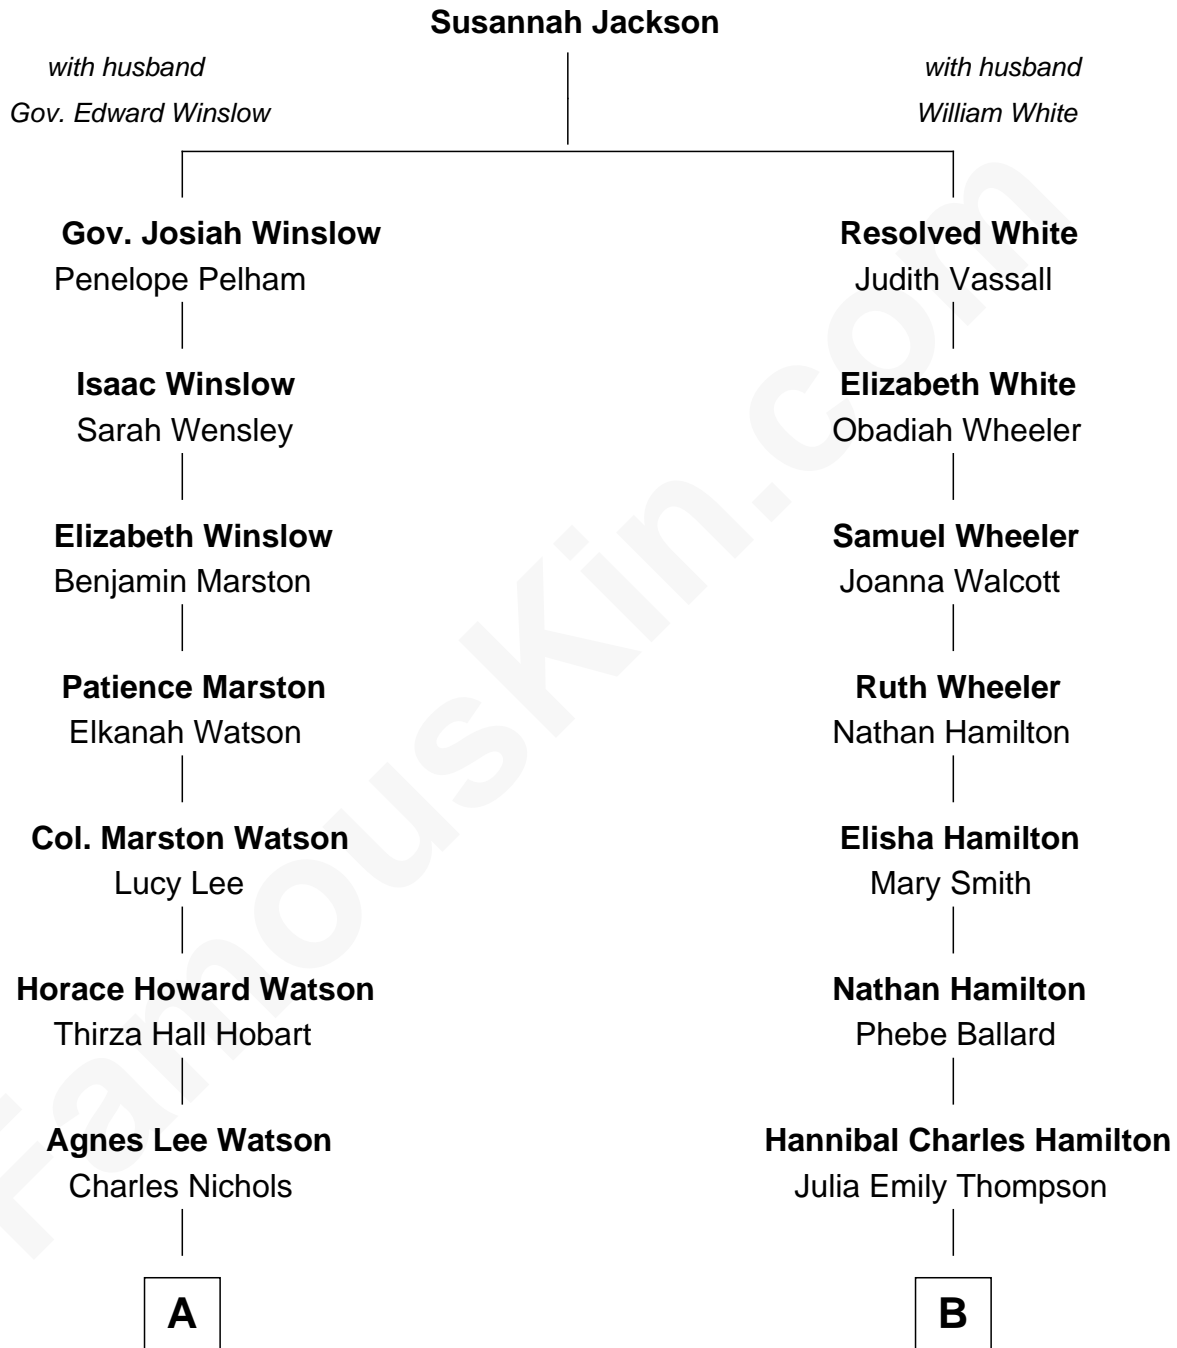 Susannah Jackson
with husband
Gov. Edward Winslow
with husband
William White
Gov. Josiah Winslow
Penelope Pelham
Resolved White
Judith Vassall
Isaac Winslow
Sarah Wensley
Elizabeth White
Obadiah Wheeler
Elizabeth Winslow
Benjamin Marston
Samuel Wheeler
Joanna Walcott
Patience Marston
Elkanah Watson
Ruth Wheeler
Nathan Hamilton
Col. Marston Watson
Lucy Lee
Elisha Hamilton
Mary Smith
Horace Howard Watson
Thirza Hall Hobart
Nathan Hamilton
Phebe Ballard
Agnes Lee Watson
Charles Nichols
Hannibal Charles Hamilton
Julia Emily Thompson
A
B
FamousKin.com